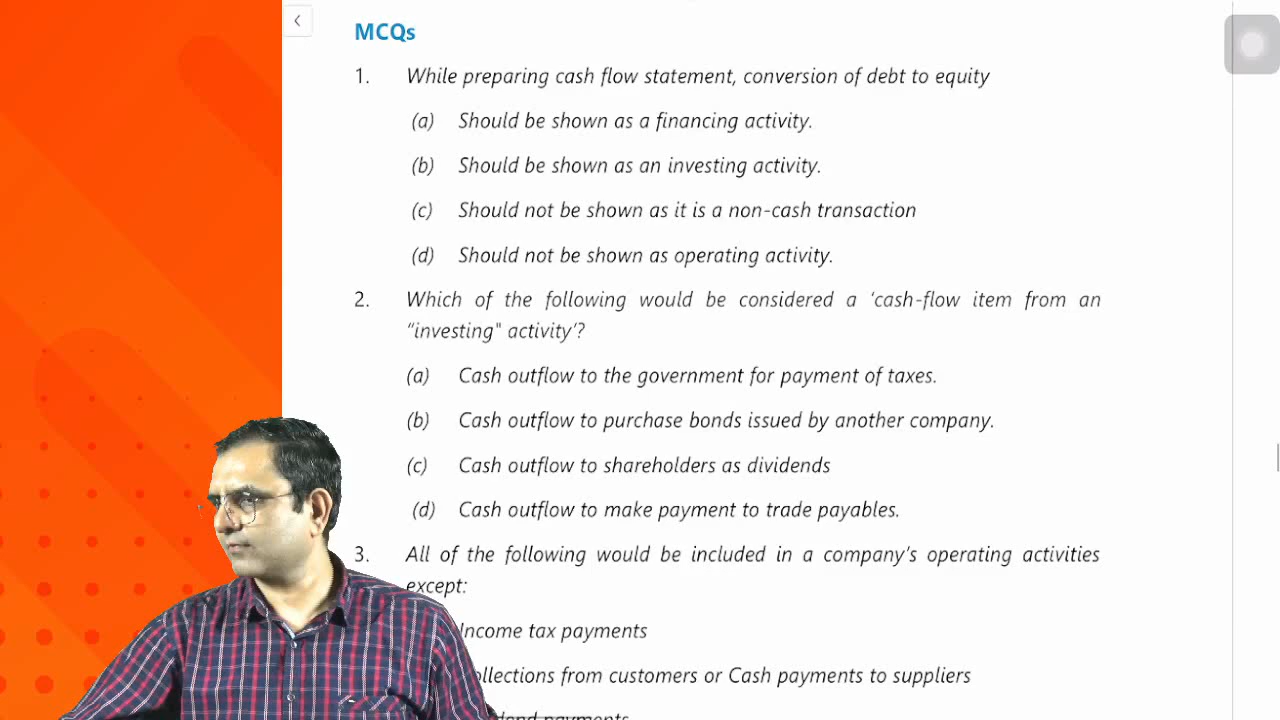 MCQs
1. While preparing cash flow statement, conversion of debt to equity
(a) Should be shown as a financing activity.
(b) Should be shown as an investing activity.
(c) Should not be shown as it is a non-cash transaction
(d) Should not be shown as operating activity.
2. Which of the following would be considered a ‘cash-flow item from an
“investing" activity’?
(a) Cash outflow to the government for payment of taxes.
(b) Cash outflow to purchase bonds issued by another company.
(c) Cash outflow to shareholders as dividends
(d) Cash outflow to make payment to trade payables.
3. All of the following would be included in a company’s operating activities
except:
Income tax payments
or Cash payments to suppliers
payments